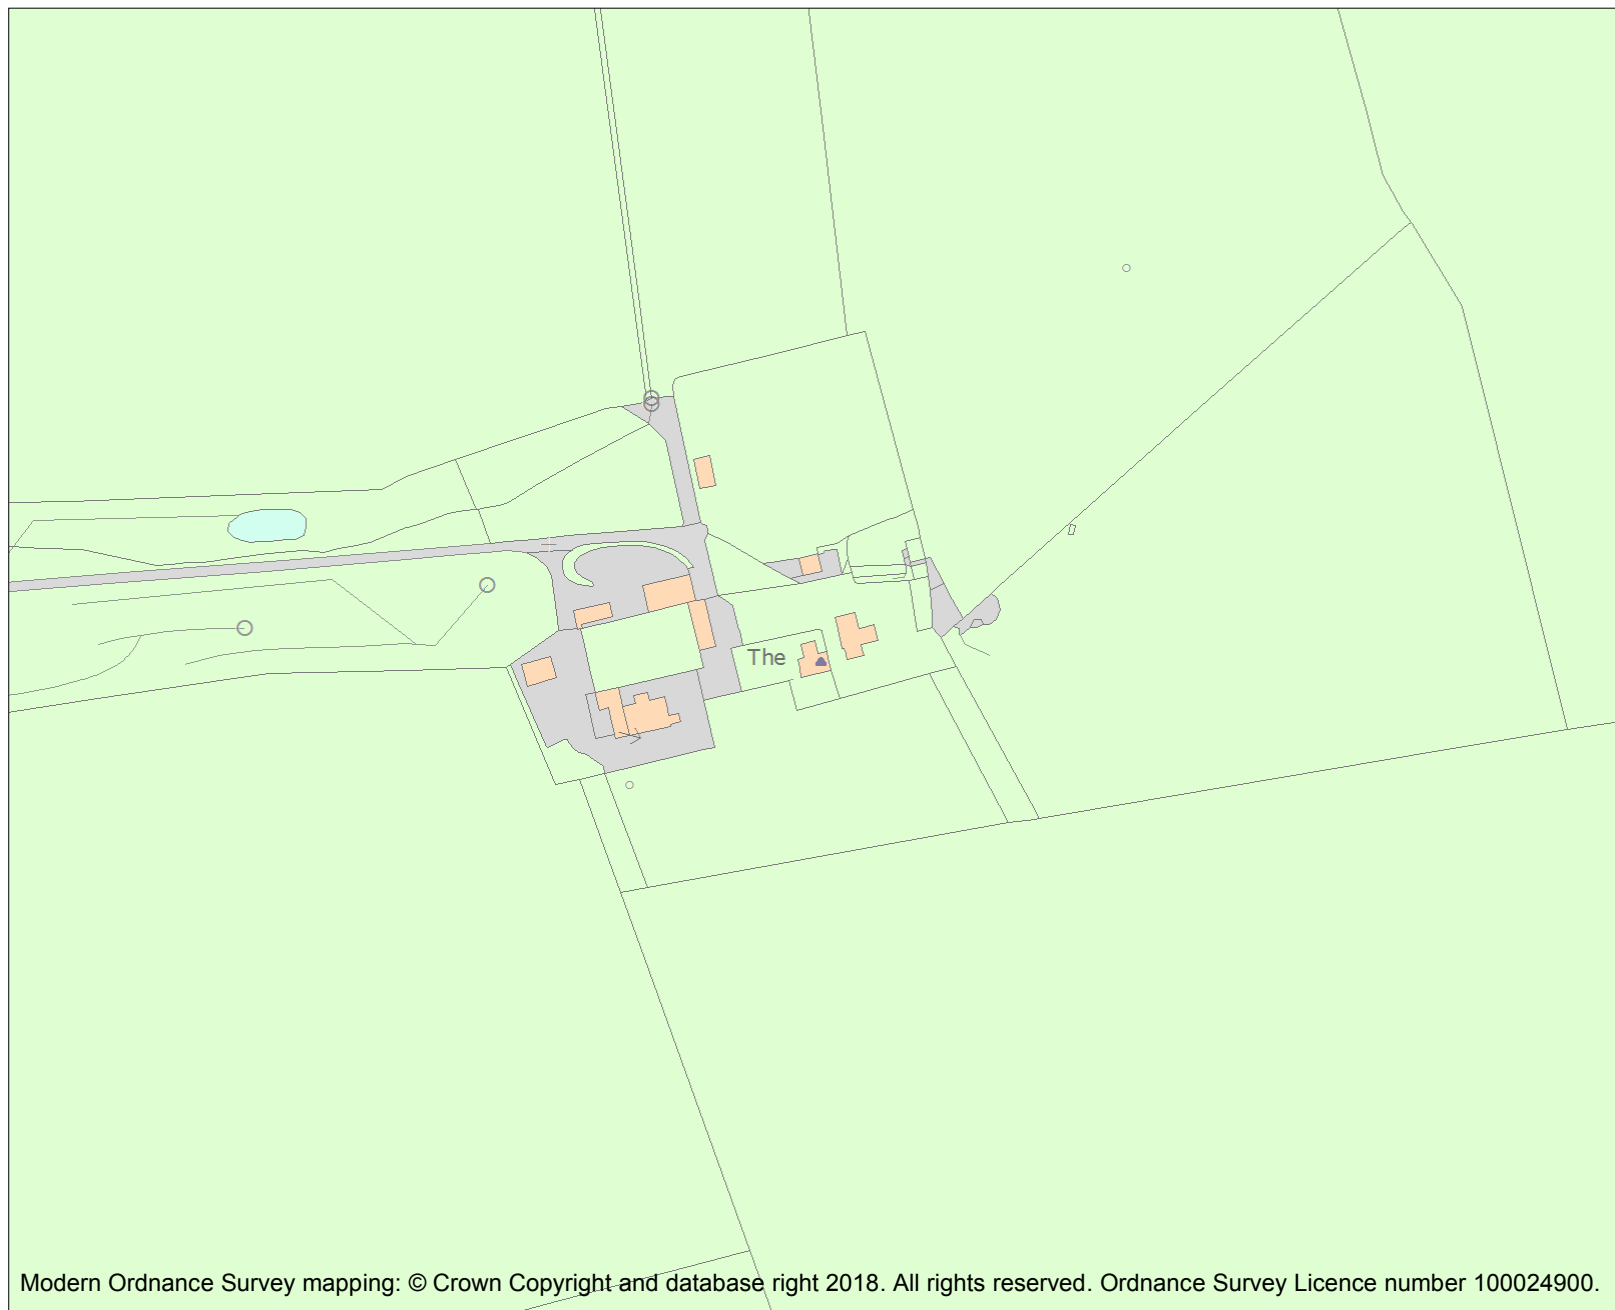 The
Modern Ordnance Survey mapping: © Crown Copyright and database right 2018. All rights reserved. Ordnance Survey Licence number 100024900.